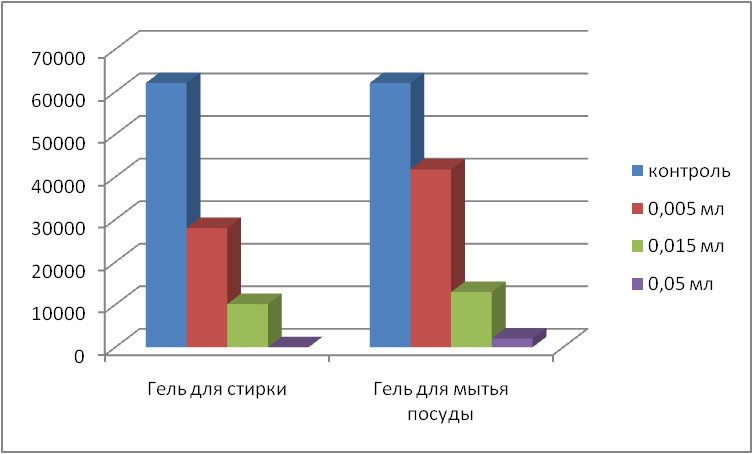 70000
60000
50000
40000
30000
20000
10000
0
Гель для стирки
Гель для мытья
посуды
контроль
0,005 мл
0,015 мл
0,05 мл